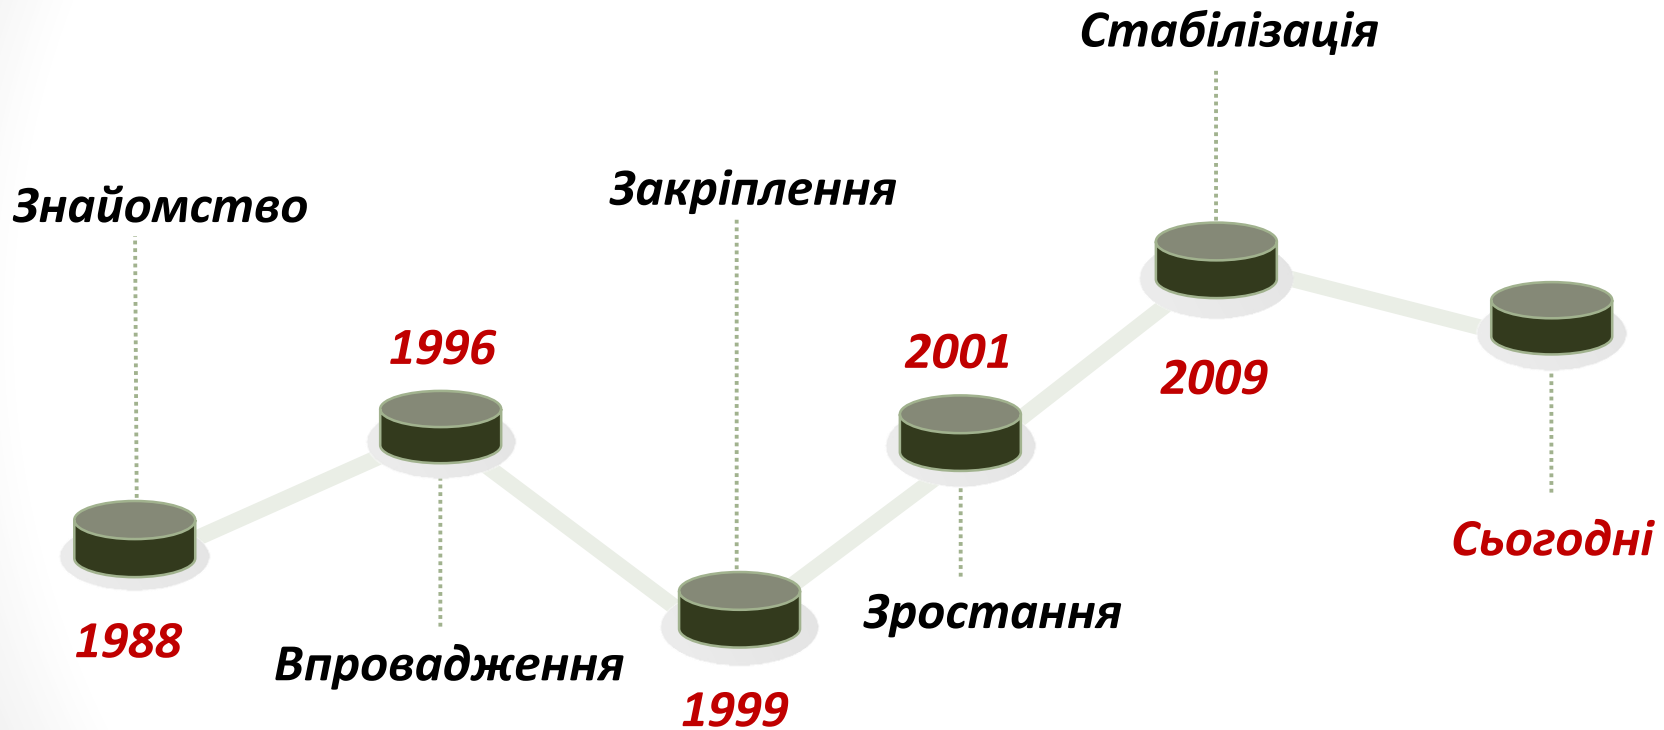 Стабілізація
Знайомство
Закріплення
1996
2001
2009
Сьогодні
Зростання
1988
Впровадження
1999